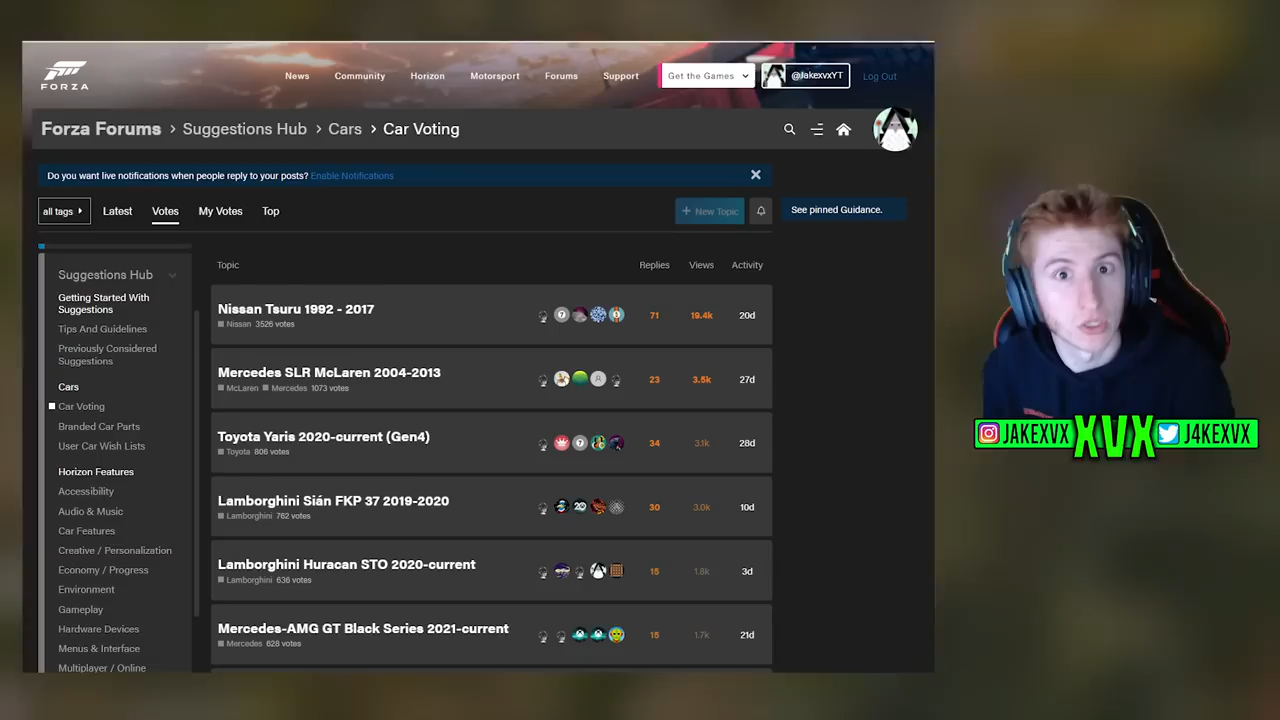 FORZA
News
Community
Horizon
Motorsport
Forums
Support
Get the Games
@JakexvxYT
Log Out
Forza Forums > Suggestions Hub > Cars > Car Voting
Do you want live notifications when people reply to your posts? Enable Notifications
all tags
Latest
Votes
My Votes
Top
+ New Topic
See pinned Guidance.
Suggestions Hub
Getting Started With
Suggestions
Tips And Guidelines
Previously Considered
Suggestions
Cars
Car Voting
Branded Car Parts
User Car Wish Lists
Horizon Features
Accessibility
Audio & Music
Car Features
Creative / Personalization
Economy / Progress
Environment
Gameplay
Hardware Devices
Menus & Interface
Multiplayer / Online
Topic
Replies
Views
Activity
Nissan Tsuru 1992 - 2017
Nissan 3526 votes
71
19.4k
20d
Mercedes SLR McLaren 2004-2013
McLaren Mercedes 1073 votes
23
3.5k
27d
Toyota Yaris 2020-current (Gen4)
Toyota 806 votes
34
3.1k
28d
Lamborghini Sián FKP 37 2019-2020
Lamborghini 762 votes
20
30
3.0k
10d
Lamborghini Huracan STO 2020-current
Lamborghini 636 votes
15
1.8k
3d
Mercedes-AMG GT Black Series 2021-current
Mercedes 628 votes
15
1.7k
21d
JAKEXVX
XVX
J4KEXVX